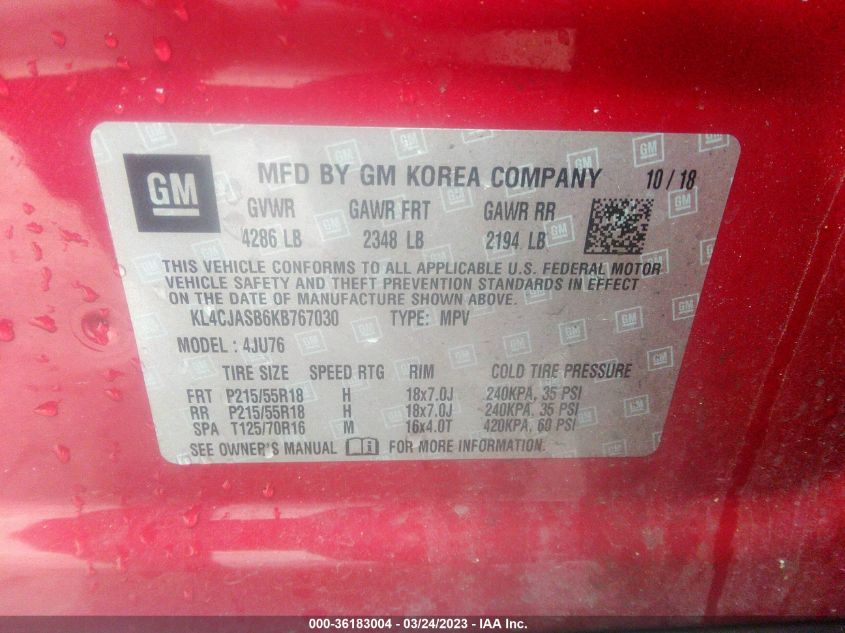 GM MFD BY GM KOREA COMPANY 10 / 18
GVWR GAWR FRT GAWR RR
4286 LB 2348 LB 2194 LB
THIS VEHICLE CONFORMS TO ALL APPLICABLE U.S. FEDERAL MOTOR
VEHICLE SAFETY AND THEFT PREVENTION STANDARDS IN EFFECT
ON THE DATE OF MANUFACTURE SHOWN ABOVE.
KL4CJASB6KB767030 TYPE: MPV
MODEL : 4JU76
TIRE SIZE SPEED RTG RIM COLD TIRE PRESSURE
FRT P215/55R18 H 18x7.0J 240KPA, 35 PSI
RR P215/55R18 H 18x7.0J 240KPA, 35 PSI
SPA T125/70R16 M 16x4.0T 420KPA, 60 PSI
SEE OWNER'S MANUAL FOR MORE INFORMATION.
000-36183004 - 03/24/2023 - IAA Inc.